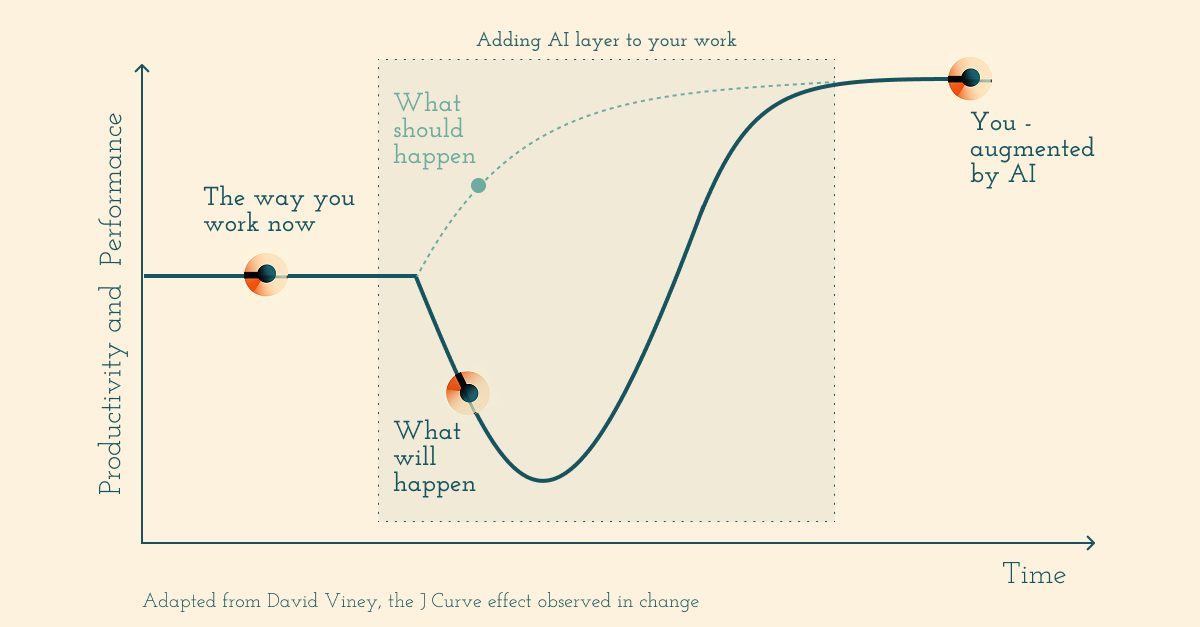 Adding AI layer to your work
What
should
happen
You -
augmented
by AI
The way you
work now
Productivity and Performance
What
will
happen
Time
Adapted from David Viney, the J Curve effect observed in change